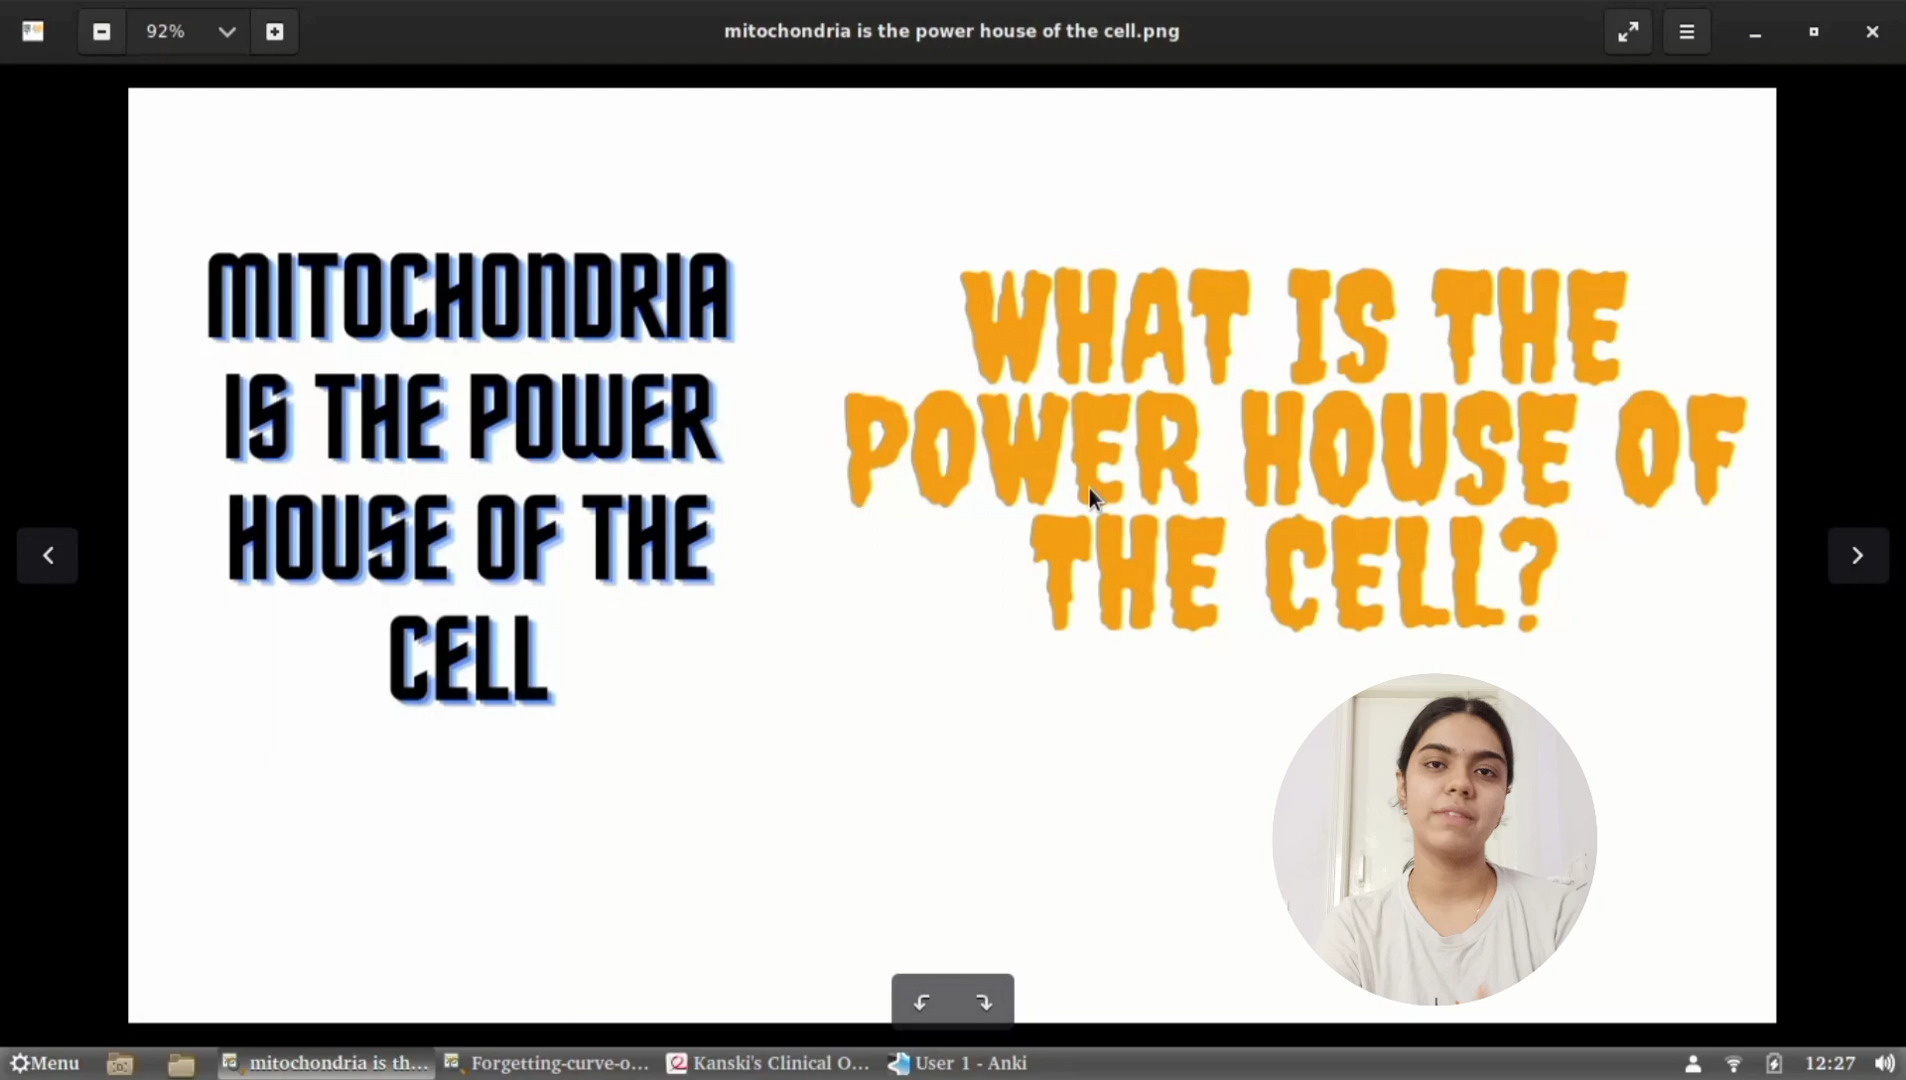 92%
mitochondria is the power house of the cell.png
MITOCHONDRIA
IS THE POWER
HOUSE OF THE
CELL
WHAT IS THE
POWER HOUSE OF
THE CELL?
Menu
mitochondria is th...
Forgetting-curve-o...
Kanski's Clinical O...
User 1 - Anki
12:27